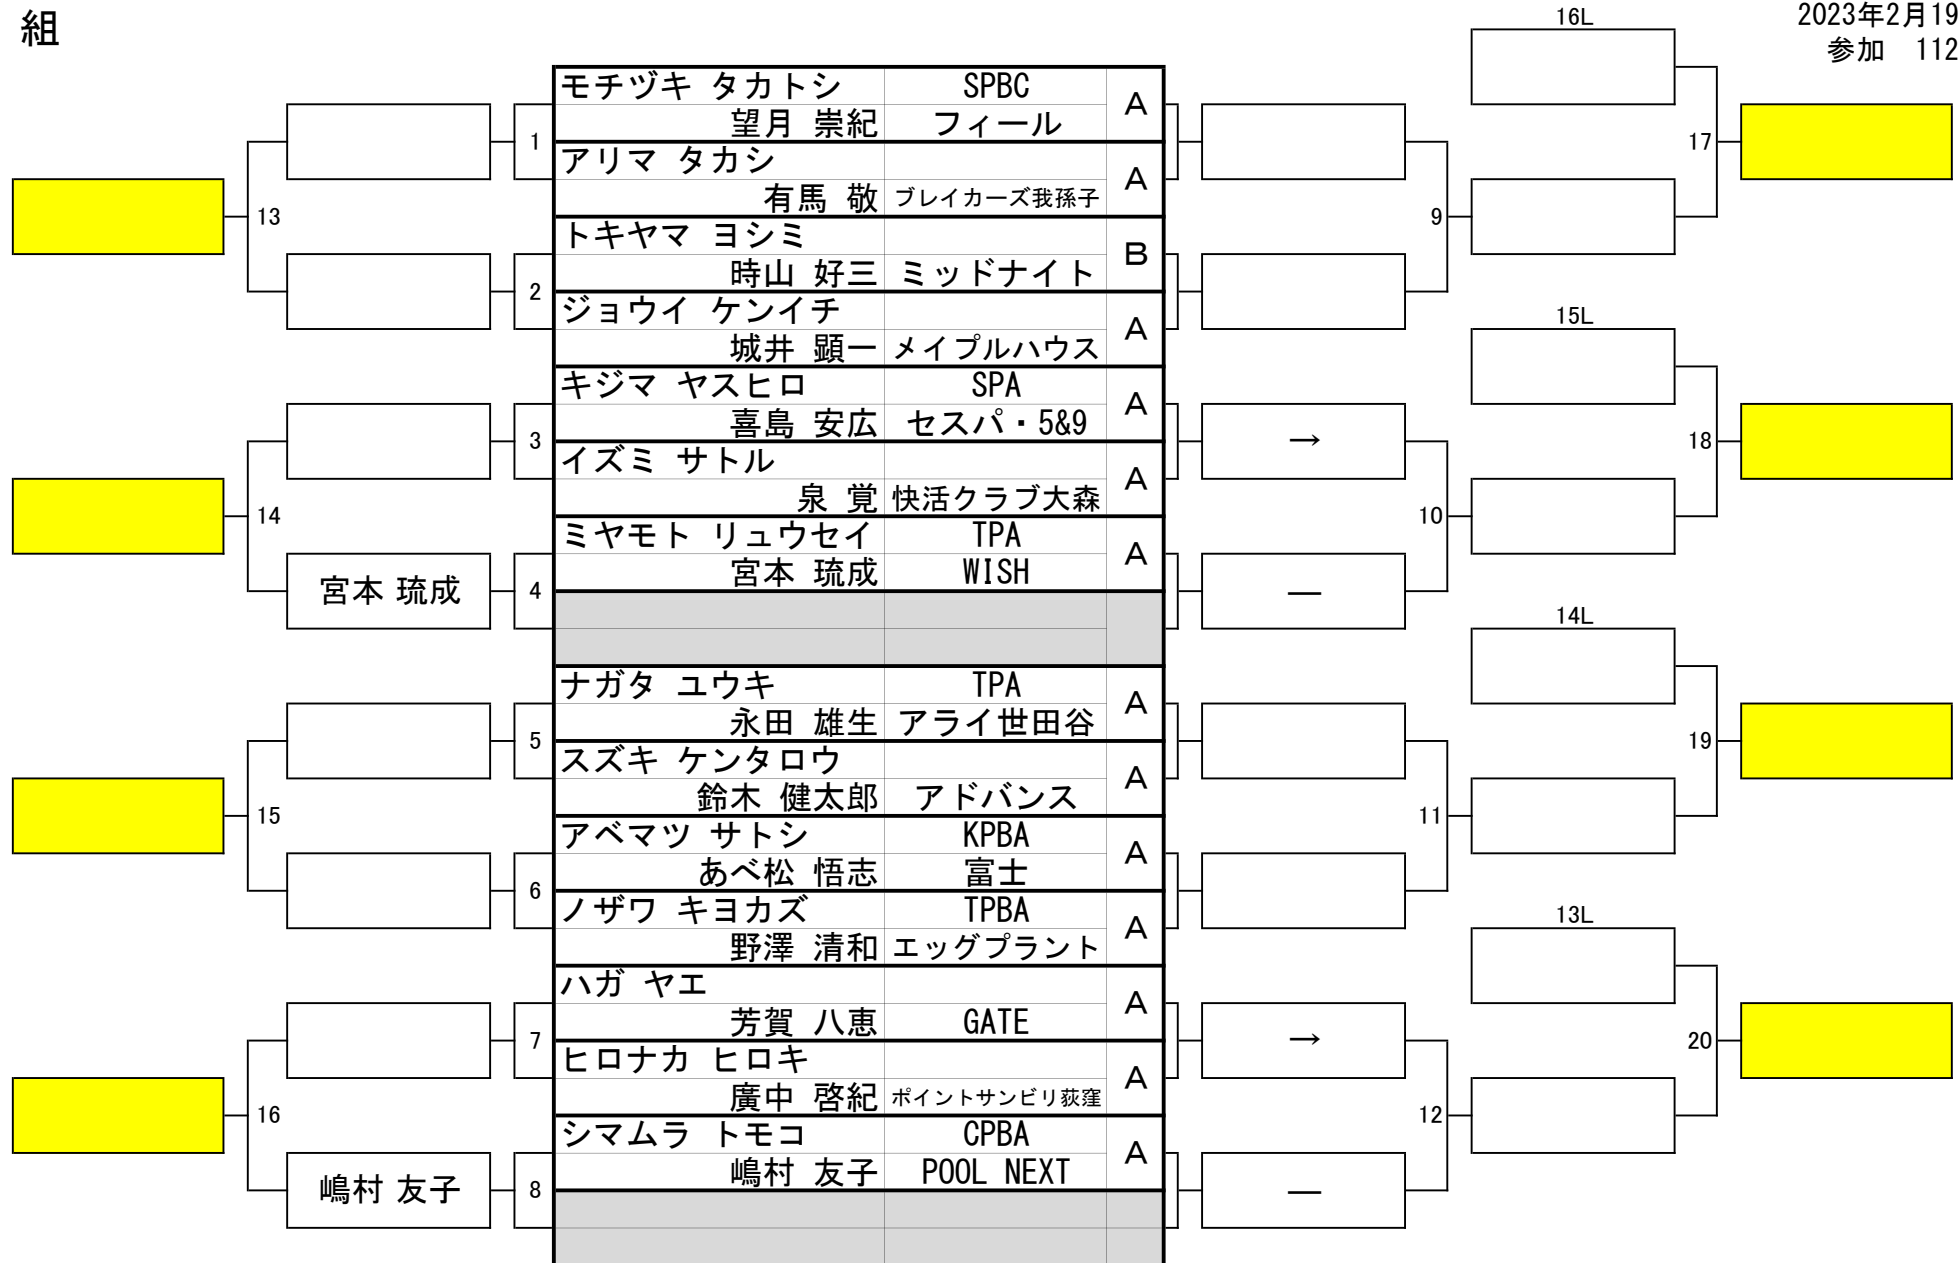 組
2023年2月19
参加 112
16L
モチヅキ タカトシ SPBC
望月 崇紀 フィール A
1
17
アリマ タカシ
有馬 敬 ブレイカーズ我孫子 A
13
9
トキヤマ ヨシミ
時山 好三 ミッドナイト B
2
ジョウイ ケンイチ
城井 顕一 メイプルハウス A
15L
キジマ ヤスヒロ SPA
喜島 安広 セスパ・5&9 A
3
→
18
イズミ サトル
泉 覚 快活クラブ大森 A
14
10
ミヤモト リュウセイ TPA
宮本 琉成 WISH A
宮本 琉成
4
―
14L
ナガタ ユウキ TPA
永田 雄生 アライ世田谷 A
5
19
スズキ ケンタロウ
鈴木 健太郎 アドバンス A
15
11
アベマツ サトシ KPBA
あべ松 悟志 富士 A
6
ノザワ キヨカズ TPBA
野澤 清和 エッグプラント A
13L
ハガ ヤエ
芳賀 八恵 GATE A
7
→
20
ヒロナカ ヒロキ
廣中 啓紀 ポイントサンビリ荻窪 A
16
12
シマムラ トモコ CPBA
嶋村 友子 POOL NEXT A
嶋村 友子
8
―